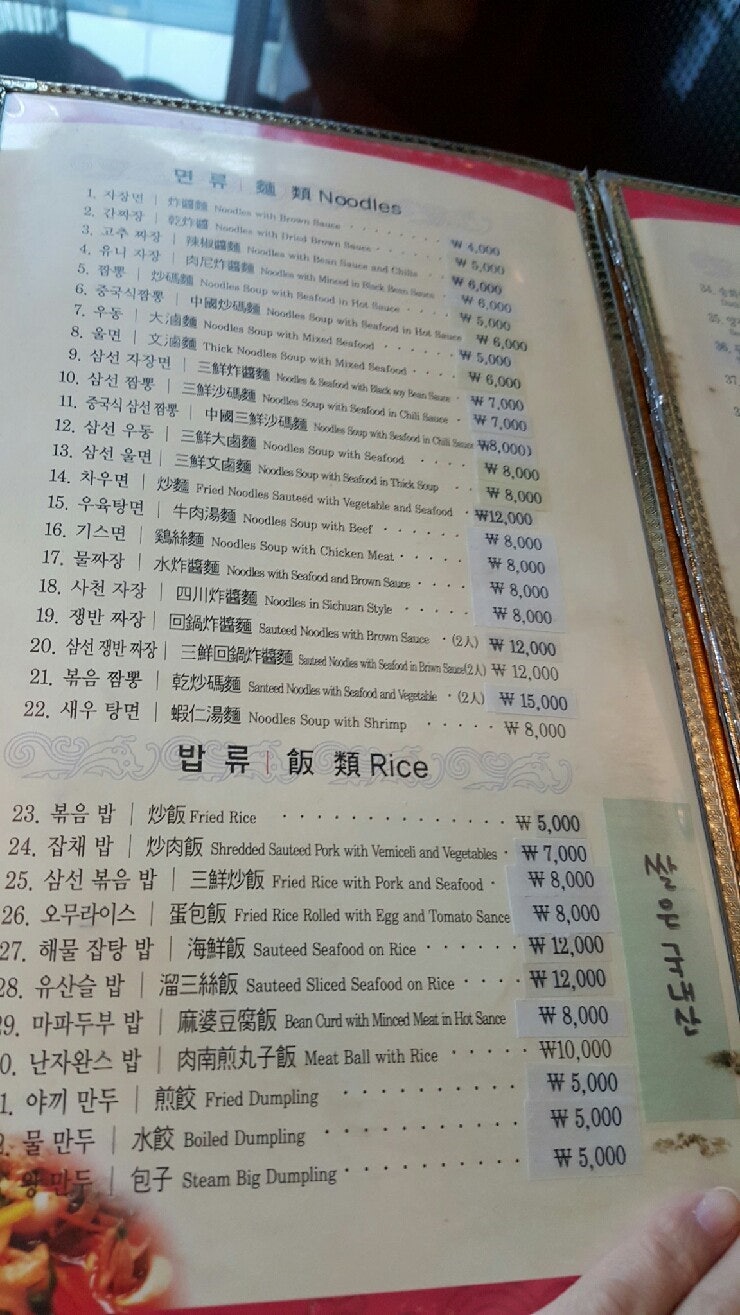 면 류 | 麵 類 Noodles
1. 자장면 | 炸醬麵 Noodles with Brown Sauce · · · · · · · ₩ 4,000
2. 간짜장 | 乾炸醬 Noodles with Dried Brown Sauce · · · · · ₩ 5,000
3. 고추 짜장 | 辣椒醬麵 Noodles with Bean Sauce and Chilis · · ₩ 6,000
4. 유니 자장 | 肉尼炸醬麵 Noodles with Minced in Black Bean Sauce · · ₩ 6,000
5. 짬뽕 | 炒碼麵 Noodles Soup with Seafood in Hot Sauce · · · · ₩ 5,000
6. 중국식짬뽕 | 中國炒碼麵 Noodles Soup with Seafood in Hot Sauce ₩ 6,000
7. 우동 | 大滷麵 Noodles Soup with Mixed Seafood · · · · · · ₩ 5,000
8. 울면 | 文滷麵 Thick Noodles Soup with Mixed Seafood · · · · ₩ 6,000
9. 삼선 자장면 | 三鮮炸醬麵 Noodles & Seafood with Black soy Bean Sauce · ₩ 7,000
10. 삼선 짬뽕 | 三鮮沙碼麵 Noodles Soup with Seafood in Chili Sauce · ₩ 7,000
11. 중국식 삼선 짬뽕 | 中國三鮮沙碼麵 Noodles Soup with Seafood in Chili Sauce ₩8,000)
12. 삼선 우동 | 三鮮大鹵麵 Noodles Soup with Seafood · · · · ₩ 8,000
13. 삼선 울면 | 三鮮文鹵麵 Noodles Soup with Seafood in Thick Soup · · ₩ 8,000
14. 차우면 | 炒麵 Fried Noodles Sauteed with Vegetable and Seafood · ₩12,000
15. 우육탕면 | 牛肉湯麵 Noodles Soup with Beef · · · · · · ₩ 8,000
16. 기스면 | 鷄絲麵 Noodles Soup with Chicken Meat · · · · · ₩ 8,000
17. 물짜장 | 水炸醬麵 Noodles with Seafood and Brown Sauce · · · · ₩ 8,000
18. 사천 자장 | 四川炸醬麵 Noodles in Sichuan Style · · · · · ₩ 8,000
19. 쟁반 짜장 | 回鍋炸醬麵 Sauteed Noodles with Brown Sauce · (2人) ₩ 12,000
20. 삼선 쟁반 짜장 | 三鮮回鍋炸醬麵 Sauteed Noodles with Seafood in Brown Sauce(2人) ₩ 12,000
21. 볶음 짬뽕 | 乾炒碼麵 Santeed Noodles with Seafood and Vegetable · (2人) ₩ 15,000
22. 새우 탕면 | 蝦仁湯麵 Noodles Soup with Shrimp · · · · · ₩ 8,000
밥 류 | 飯 類 Rice
23. 볶음 밥 | 炒飯 Fried Rice · · · · · · · · · · · · · · ₩ 5,000
24. 잡채 밥 | 炒肉飯 Shredded Sauteed Pork with Vemiceli and Vegetables · ₩ 7,000
25. 삼선 볶음 밥 | 三鮮炒飯 Fried Rice with Pork and Seafood · ₩ 8,000
26. 오무라이스 | 蛋包飯 Fried Rice Rolled with Egg and Tomato Sance ₩ 8,000
27. 해물 잡탕 밥 | 海鮮飯 Sauteed Seafood on Rice · · · · · · ₩ 12,000
28. 유산슬 밥 | 溜三絲飯 Sauteed Sliced Seafood on Rice · · · · ₩ 12,000
29. 마파두부 밥 | 麻婆豆腐飯 Bean Curd with Minced Meat in Hot Sance ₩ 8,000
0. 난자완스 밥 | 肉南煎丸子飯 Meat Ball with Rice · · · · · ₩10,000
1. 야끼 만두 | 煎餃 Fried Dumpling · · · · · · · · · · ₩ 5,000
물 만두 | 水餃 Boiled Dumpling · · · · · · · · · · ₩ 5,000
왕 만두 | 包子 Steam Big Dumpling · · · · · · · · · ₩ 5,000
쌀은 국내산
34.
35.
36.
37